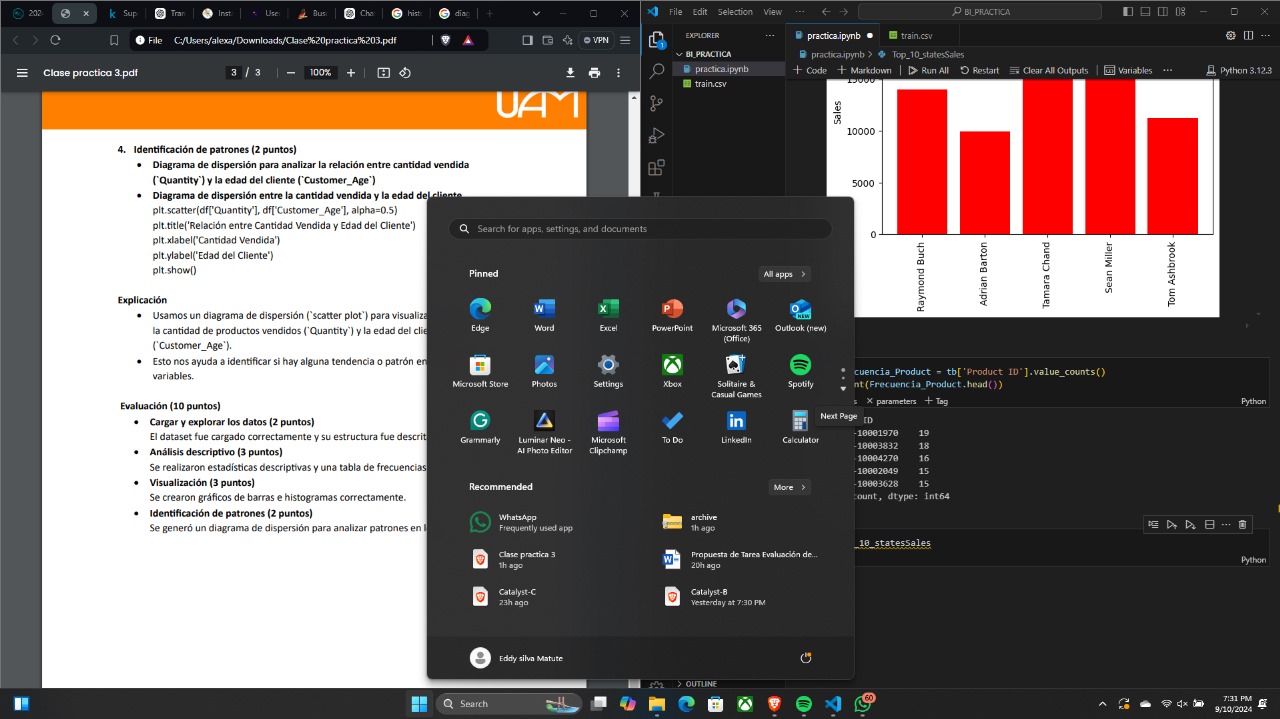 202
Sup
Tran
Inst
Use
Bus
Cha
hist
diag
File C:/Users/alexa/Downloads/Clase%20practica%203.pdf
VPN
Clase practica 3.pdf
3 / 3
100%
UAM
4. Identificación de patrones (2 puntos)
• Diagrama de dispersión para analizar la relación entre cantidad vendida
(`Quantity`) y la edad del cliente (`Customer_Age`)
• Diagrama de dispersión entre la cantidad vendida y la edad del cliente
plt.scatter(df['Quantity'], df['Customer_Age'], alpha=0.5)
plt.title('Relación entre Cantidad Vendida y Edad del Cliente')
plt.xlabel('Cantidad Vendida')
plt.ylabel('Edad del Cliente')
plt.show()
Explicación
• Usamos un diagrama de dispersión (`scatter plot`) para visualiza
la cantidad de productos vendidos (`Quantity`) y la edad del clie
(`Customer_Age`).
• Esto nos ayuda a identificar si hay alguna tendencia o patrón en
variables.
Evaluación (10 puntos)
• Cargar y explorar los datos (2 puntos)
El dataset fue cargado correctamente y su estructura fue descrit
• Análisis descriptivo (3 puntos)
Se realizaron estadísticas descriptivas y una tabla de frecuencias
• Visualización (3 puntos)
Se crearon gráficos de barras e histogramas correctamente.
• Identificación de patrones (2 puntos)
Se generó un diagrama de dispersión para analizar patrones en l
Search for apps, settings, and documents
Pinned
All apps
Edge
Word
Excel
PowerPoint
Microsoft 365
(Office)
Outlook (new)
Microsoft Store
Photos
Settings
Xbox
Solitaire &
Casual Games
Spotify
Grammarly
Luminar Neo -
AI Photo Editor
Microsoft
Clipchamp
To Do
LinkedIn
Calculator
Next Page
Recommended
More
WhatsApp
Frequently used app
archive
1h ago
Clase practica 3
1h ago
Propuesta de Tarea Evaluación de...
20h ago
Catalyst-C
23h ago
Catalyst-B
Yesterday at 7:30 PM
Eddy silva Matute
File Edit Selection View ...
BI_PRACTICA
EXPLORER
BI_PRACTICA
practica.ipynb
train.csv
OUTLINE
practica.ipynb
train.csv
practica.ipynb > Top_10_statesSales
+ Code + Markdown Run All Restart Clear All Outputs Variables ... Python 3.12.3
15000
10000
5000
0
Sales
Raymond Buch
Adrian Barton
Tamara Chand
Sean Miller
Tom Ashbrook
cuencia_Product = tb['Product ID'].value_counts()
nt(Frecuencia_Product.head())
s × parameters + Tag
Python
ID
-10001970 19
-10003832 18
-10004270 16
-10002049 15
-10003628 15
count, dtype: int64
_10_statesSales
Python
Search
60
7:31 PM
9/10/2024